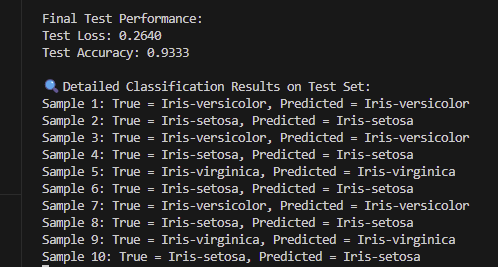 Final Test Performance:
Test Loss: 0.2640
Test Accuracy: 0.9333
🔍 Detailed Classification Results on Test Set:
Sample 1: True = Iris-versicolor, Predicted = Iris-versicolor
Sample 2: True = Iris-setosa, Predicted = Iris-setosa
Sample 3: True = Iris-versicolor, Predicted = Iris-versicolor
Sample 4: True = Iris-setosa, Predicted = Iris-setosa
Sample 5: True = Iris-virginica, Predicted = Iris-virginica
Sample 6: True = Iris-setosa, Predicted = Iris-setosa
Sample 7: True = Iris-versicolor, Predicted = Iris-versicolor
Sample 8: True = Iris-setosa, Predicted = Iris-setosa
Sample 9: True = Iris-virginica, Predicted = Iris-virginica
Sample 10: True = Iris-setosa, Predicted = Iris-setosa